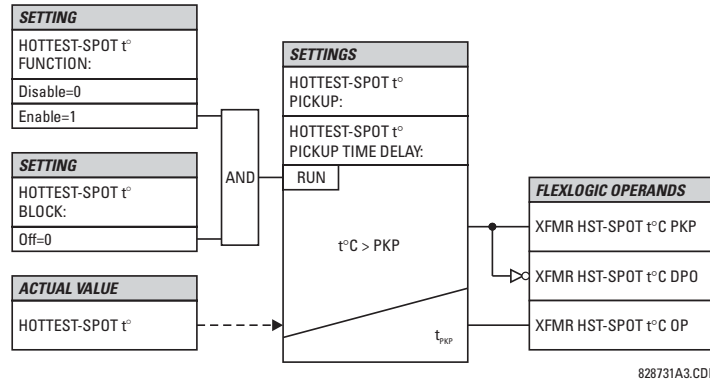 SETTING
HOTTEST-SPOT t°
FUNCTION:
Disable=0
Enable=1
SETTING
HOTTEST-SPOT t°
BLOCK:
Off=0
ACTUAL VALUE
HOTTEST-SPOT t°
AND
SETTINGS
HOTTEST-SPOT t°
PICKUP:
HOTTEST-SPOT t°
PICKUP TIME DELAY:
RUN
t°C > PKP
tPKP
FLEXLOGIC OPERANDS
XFMR HST-SPOT t°C PKP
XFMR HST-SPOT t°C DPO
XFMR HST-SPOT t°C OP